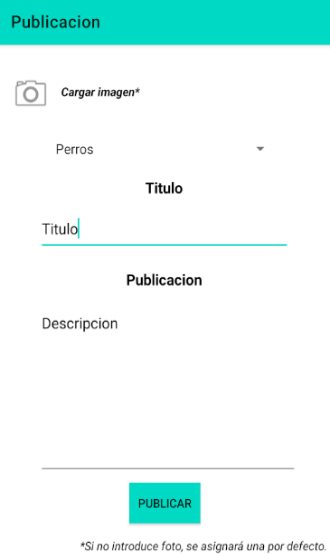 Publicacion
Cargar imagen*
Perros
Titulo
Titulo
Publicacion
Descripcion
PUBLICAR
*Si no introduce foto, se asignará una por defecto.